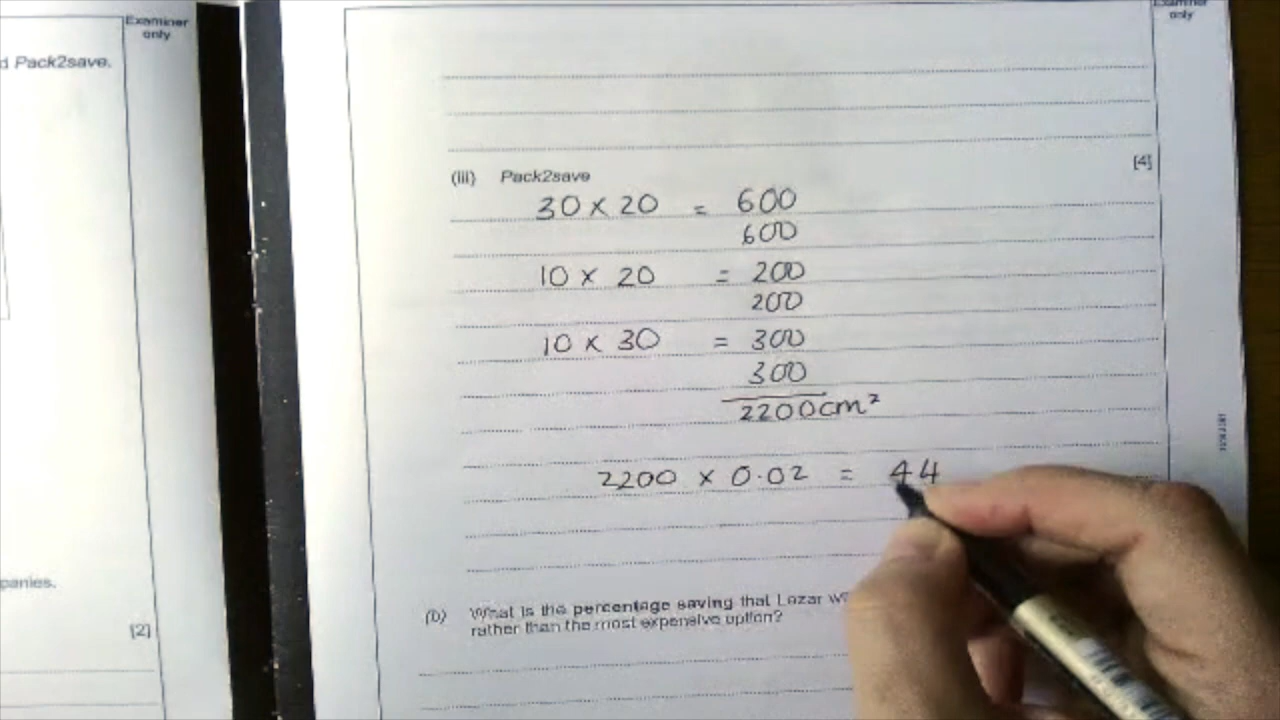 Examiner
only
d Pack2save.
panies.
[2]
Examiner
only
[4]
(iii) Pack2save
30 × 20 = 600
600
10 × 20 = 200
200
10 × 30 = 300
300
2200cm²
2200 × 0.02 = 44
(b) What is the percentage saving that Lazar
rather than the most expensive option?